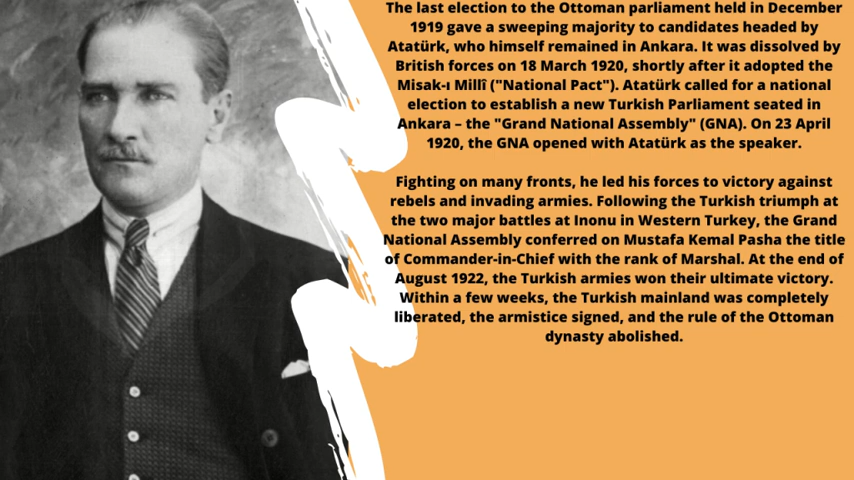 The last election to the Ottoman parliament held in December
1919 gave a sweeping majority to candidates headed by
Atatürk, who himself remained in Ankara. It was dissolved by
British forces on 18 March 1920, shortly after it adopted the
Misak-ı Millî ("National Pact"). Atatürk called for a national
election to establish a new Turkish Parliament seated in
Ankara – the "Grand National Assembly" (GNA). On 23 April
1920, the GNA opened with Atatürk as the speaker.
Fighting on many fronts, he led his forces to victory against
rebels and invading armies. Following the Turkish triumph at
the two major battles at Inonu in Western Turkey, the Grand
National Assembly conferred on Mustafa Kemal Pasha the title
of Commander-in-Chief with the rank of Marshal. At the end of
August 1922, the Turkish armies won their ultimate victory.
Within a few weeks, the Turkish mainland was completely
liberated, the armistice signed, and the rule of the Ottoman
dynasty abolished.